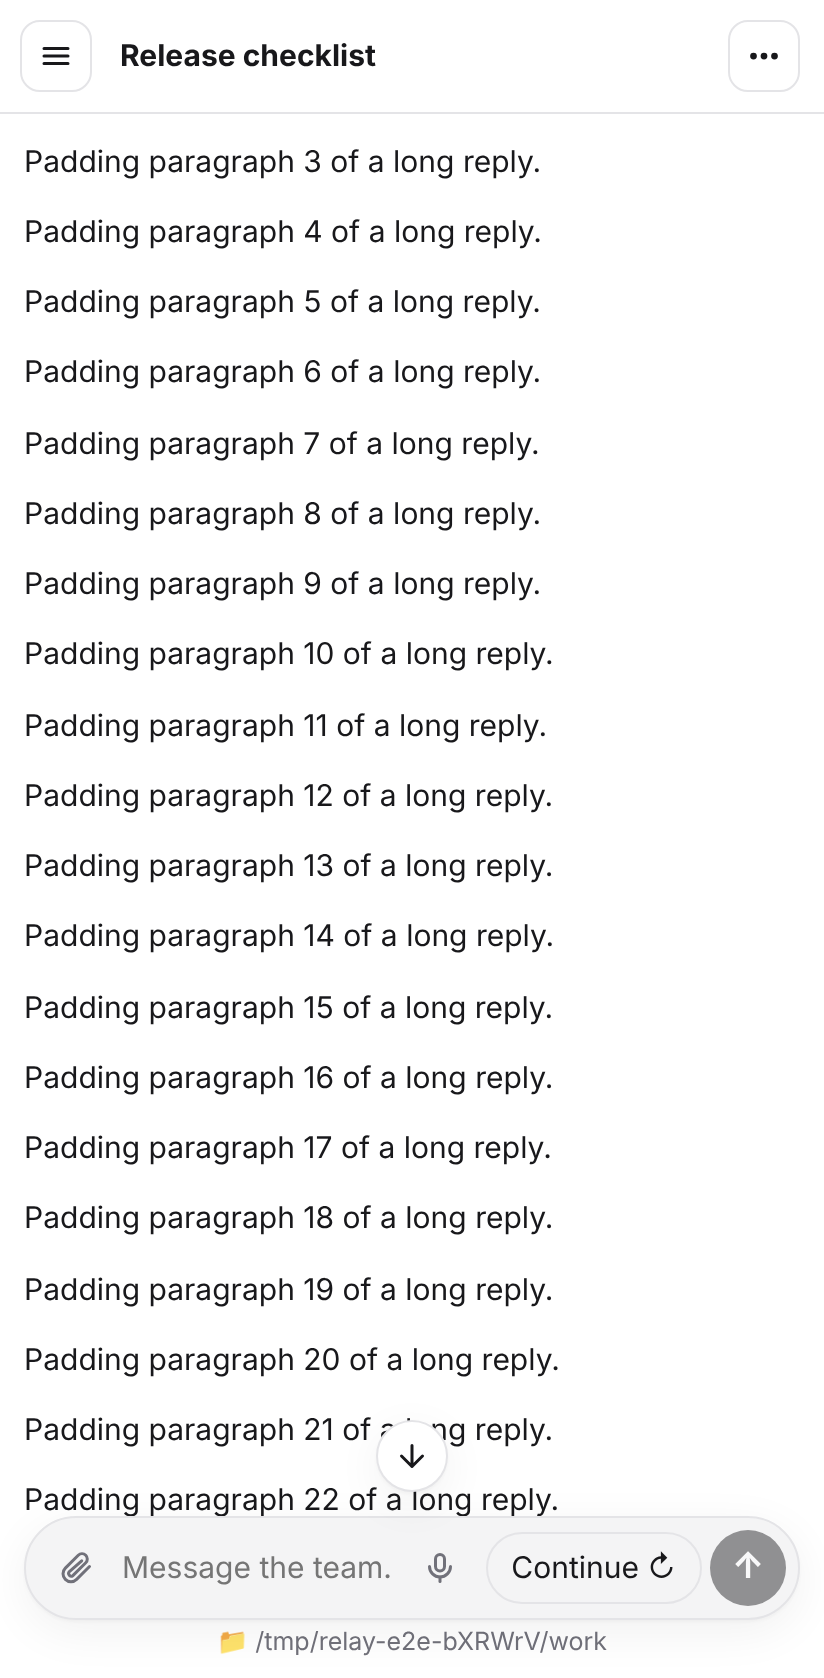 Release checklist
Padding paragraph 3 of a long reply.
Padding paragraph 4 of a long reply.
Padding paragraph 5 of a long reply.
Padding paragraph 6 of a long reply.
Padding paragraph 7 of a long reply.
Padding paragraph 8 of a long reply.
Padding paragraph 9 of a long reply.
Padding paragraph 10 of a long reply.
Padding paragraph 11 of a long reply.
Padding paragraph 12 of a long reply.
Padding paragraph 13 of a long reply.
Padding paragraph 14 of a long reply.
Padding paragraph 15 of a long reply.
Padding paragraph 16 of a long reply.
Padding paragraph 17 of a long reply.
Padding paragraph 18 of a long reply.
Padding paragraph 19 of a long reply.
Padding paragraph 20 of a long reply.
Padding paragraph 21 of a long reply.
Padding paragraph 22 of a long reply.
Message the team. Continue
/tmp/relay-e2e-bXRWrV/work